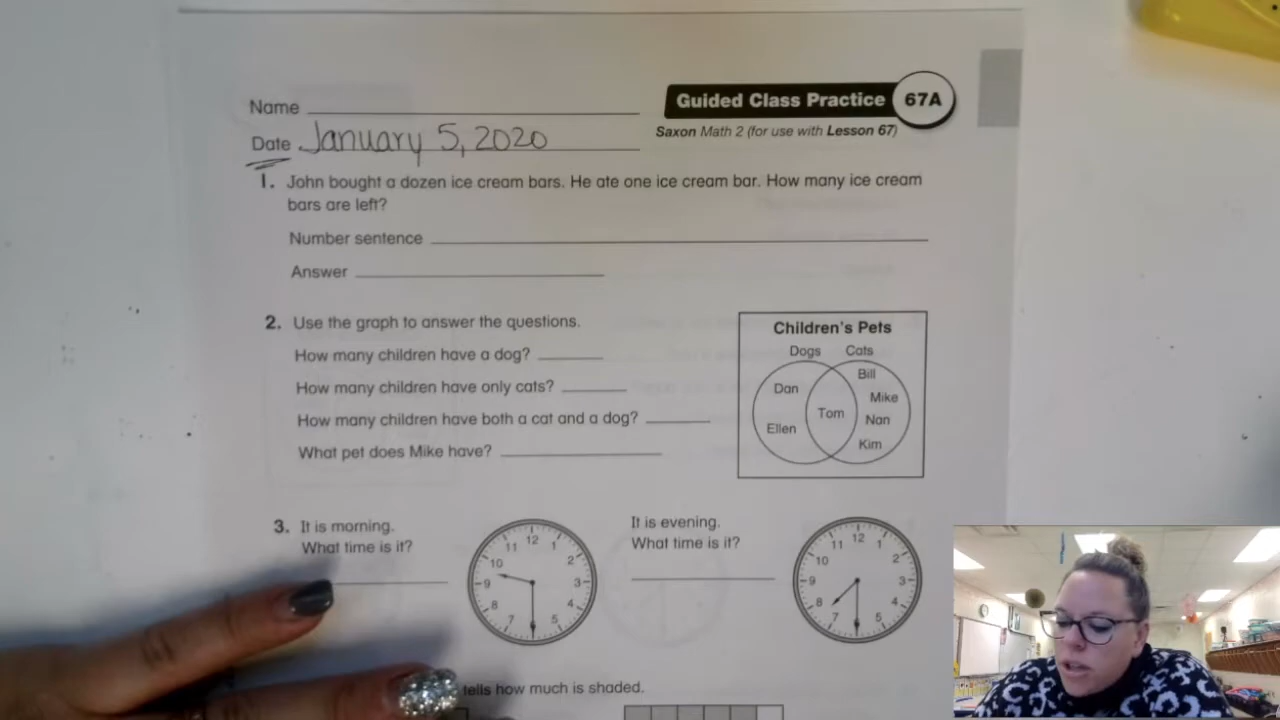 Name
Guided Class Practice 67A
Date January 5, 2020
Saxon Math 2 (for use with Lesson 67)
1. John bought a dozen ice cream bars. He ate one ice cream bar. How many ice cream
bars are left?
Number sentence
Answer
2. Use the graph to answer the questions.
How many children have a dog?
How many children have only cats?
How many children have both a cat and a dog?
What pet does Mike have?
Children's Pets
Dogs Cats
Bill
Dan
Mike
Tom
Nan
Ellen
Kim
3. It is morning.
What time is it?
12 1 2 3 4 5 7 8 9 10 11
It is evening.
What time is it?
12 1 2 3 4 5 7 8 9 10 11
tells how much is shaded.